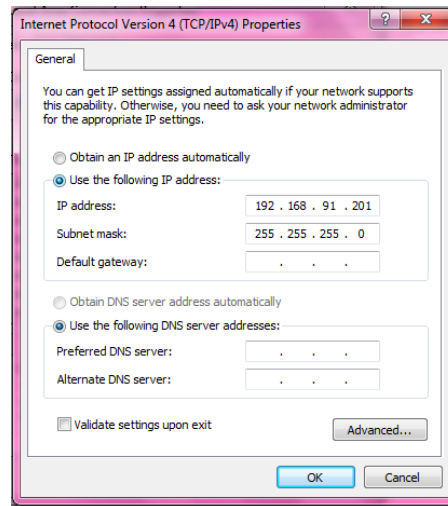 Internet Protocol Version 4 (TCP/IPv4) Properties
General
You can get IP settings assigned automatically if your network supports
this capability. Otherwise, you need to ask your network administrator
for the appropriate IP settings.
Obtain an IP address automatically
Use the following IP address:
IP address: 192 . 168 . 91 . 201
Subnet mask: 255 . 255 . 255 . 0
Default gateway: . . .
Obtain DNS server address automatically
Use the following DNS server addresses:
Preferred DNS server: . . .
Alternate DNS server: . . .
Validate settings upon exit
Advanced...
OK Cancel